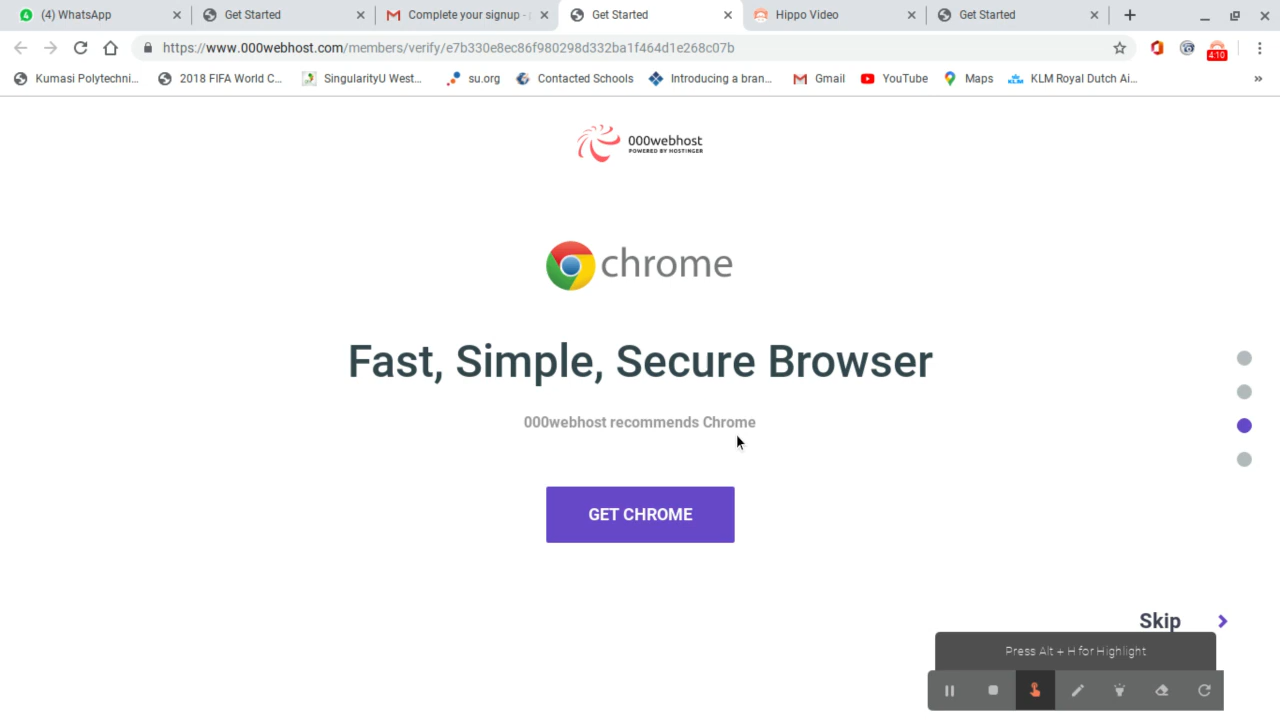 (4) WhatsApp
Get Started
Complete your signup -
Get Started
Hippo Video
Get Started
https://www.000webhost.com/members/verify/e7b330e8ec86f980298d332ba1f464d1e268c07b
4:10
Kumasi Polytechni...
2018 FIFA World C...
SingularityU West...
su.org
Contacted Schools
Introducing a bran...
Gmail
YouTube
Maps
KLM Royal Dutch Ai...
000webhost
POWERED BY HOSTINGER
chrome
Fast, Simple, Secure Browser
000webhost recommends Chrome
GET CHROME
Skip
Press Alt + H for Highlight